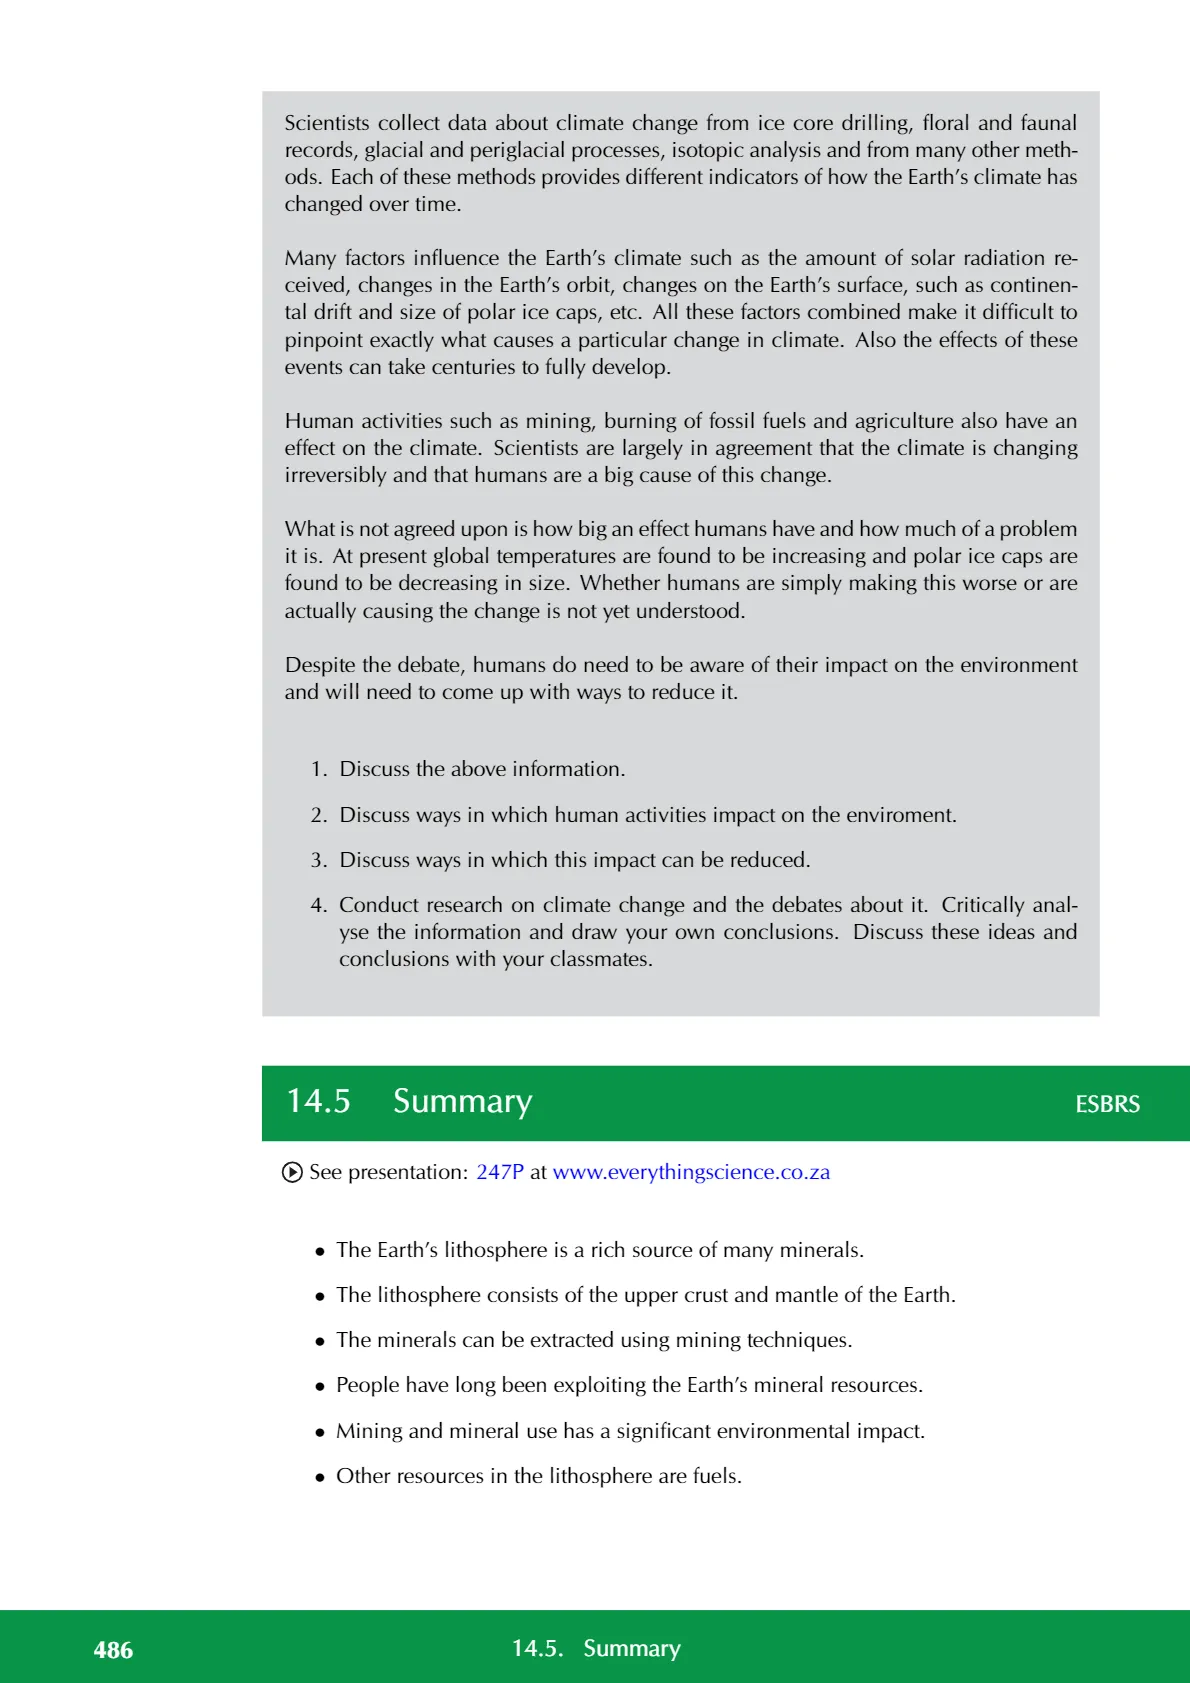 Scientists collect data about climate change from ice core drilling, floral and faunal
records, glacial and periglacial processes, isotopic analysis and from many other meth-
ods. Each of these methods provides different indicators of how the Earth's climate has
changed over time.
Many factors influence the Earth's climate such as the amount of solar radiation re-
ceived, changes in the Earth's orbit, changes on the Earth's surface, such as continen-
tal drift and size of polar ice caps, etc. All these factors combined make it difficult to
pinpoint exactly what causes a particular change in climate. Also the effects of these
events can take centuries to fully develop.
Human activities such as mining, burning of fossil fuels and agriculture also have an
effect on the climate. Scientists are largely in agreement that the climate is changing
irreversibly and that humans are a big cause of this change.
What is not agreed upon is how big an effect humans have and how much of a problem
it is. At present global temperatures are found to be increasing and polar ice caps are
found to be decreasing in size. Whether humans are simply making this worse or are
actually causing the change is not yet understood.
Despite the debate, humans do need to be aware of their impact on the environment
and will need to come up with ways to reduce it.
1. Discuss the above information.
2. Discuss ways in which human activities impact on the enviroment.
3. Discuss ways in which this impact can be reduced.
4. Conduct research on climate change and the debates about it. Critically anal-
yse the information and draw your own conclusions. Discuss these ideas and
conclusions with your classmates.
14.5 Summary ESBRS
See presentation: 247P at www.everythingscience.co.za
• The Earth's lithosphere is a rich source of many minerals.
• The lithosphere consists of the upper crust and mantle of the Earth.
• The minerals can be extracted using mining techniques.
• People have long been exploiting the Earth's mineral resources.
• Mining and mineral use has a significant environmental impact.
• Other resources in the lithosphere are fuels.
486 14.5. Summary